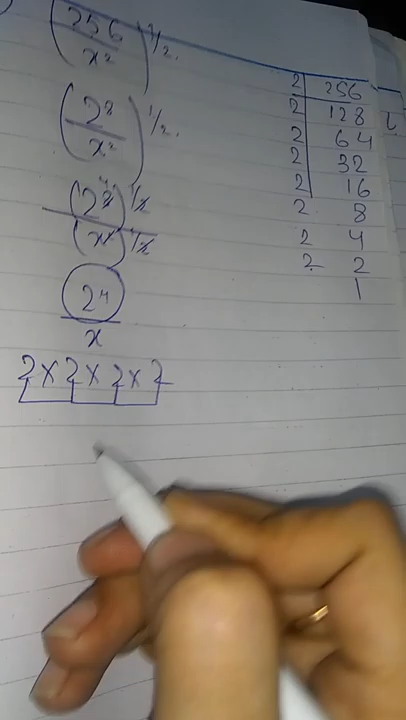 (256/x²)^1/2.
(2⁸/x²)^1/2.
(2⁸)^1/2 / (x²)^1/2
2⁴/x
2 x 2 x 2 x 2
2 | 256
2 | 128
2 | 64
2 | 32
2 | 16
2 8
2 4
2 2
1